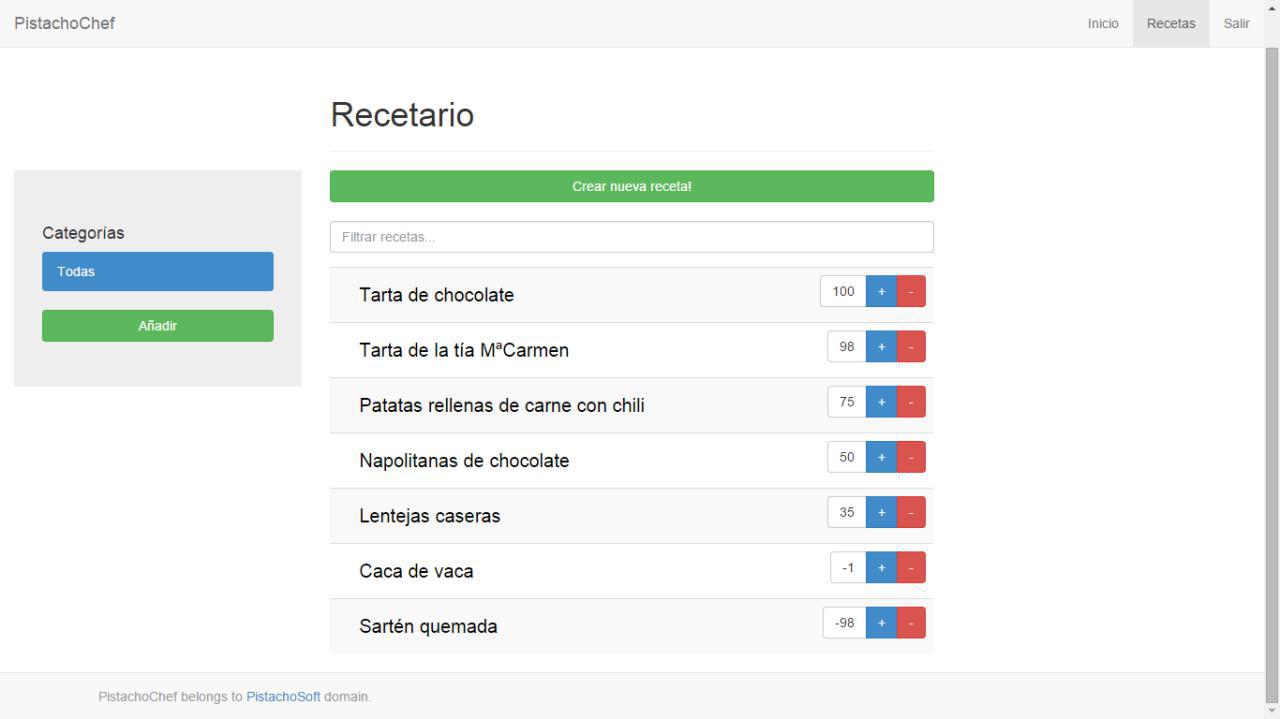 PistachoChef Inicio Recetas Salir
Recetario
Categorías
Todas
Añadir
Crear nueva receta!
Filtrar recetas...
Tarta de chocolate 100 + -
Tarta de la tía MªCarmen 98 + -
Patatas rellenas de carne con chili 75 + -
Napolitanas de chocolate 50 + -
Lentejas caseras 35 + -
Caca de vaca -1 + -
Sartén quemada -98 + -
PistachoChef belongs to PistachoSoft domain.